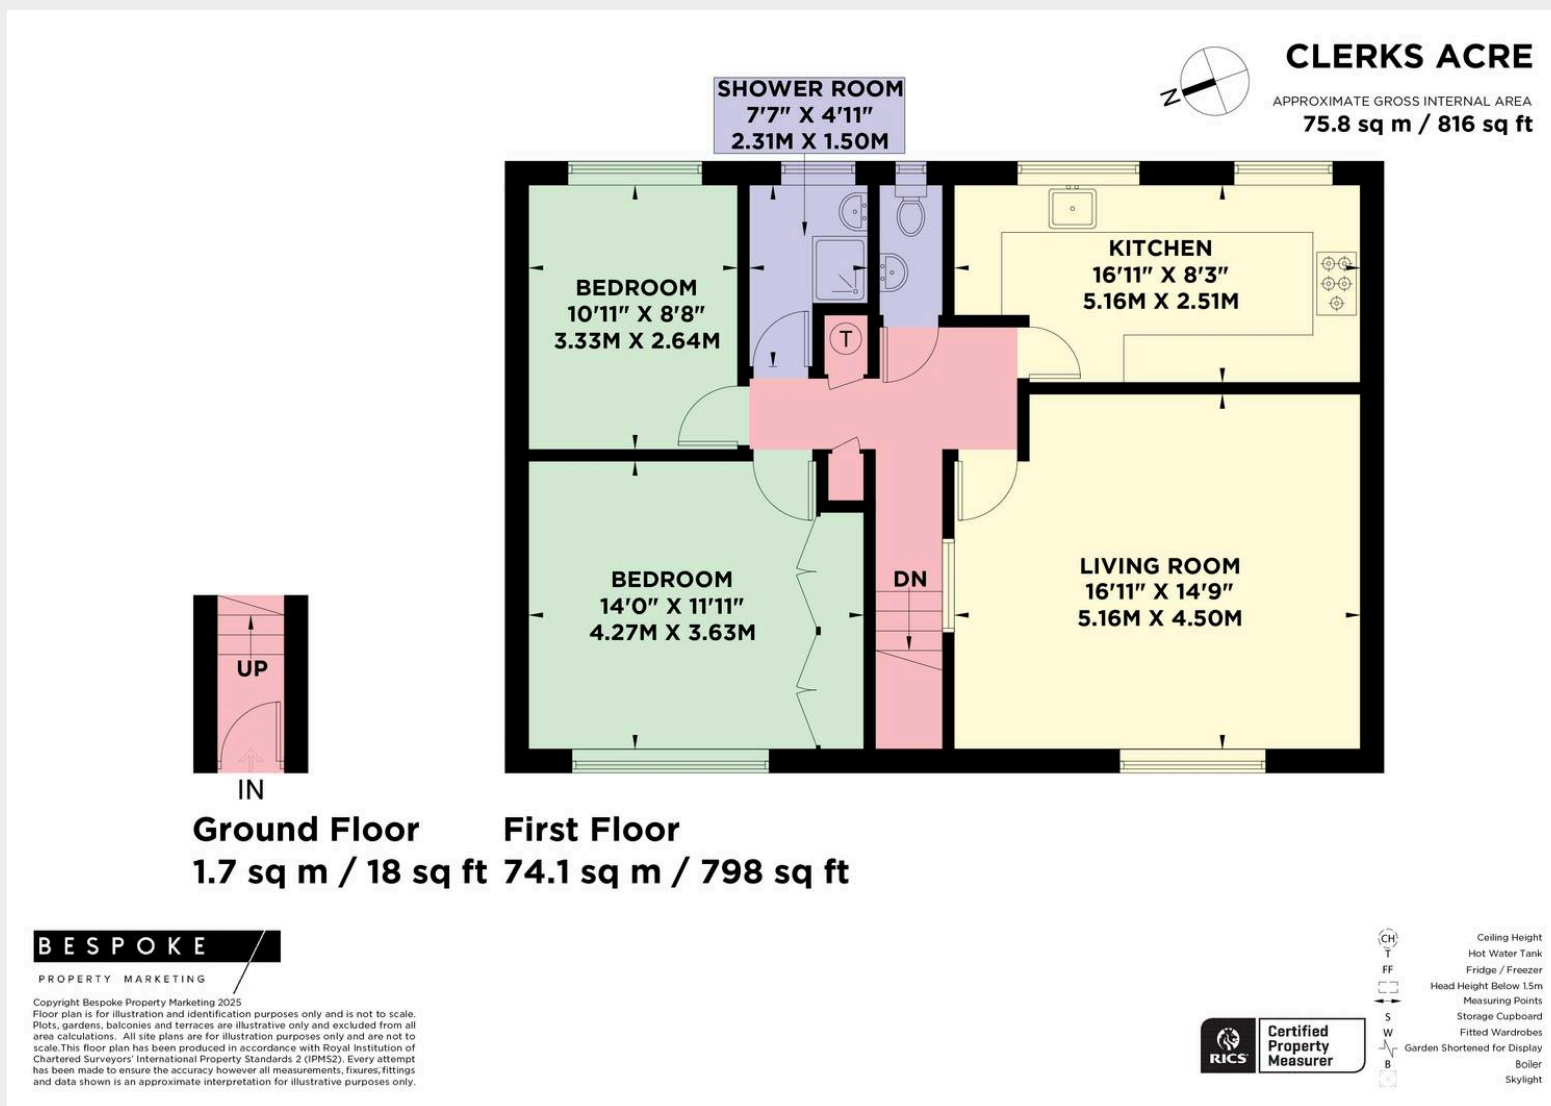 CLERKS ACRE
APPROXIMATE GROSS INTERNAL AREA
75.8 sq m / 816 sq ft
N
SHOWER ROOM
7'7" X 4'11"
2.31M X 1.50M
BEDROOM
10'11" X 8'8"
3.33M X 2.64M
KITCHEN
16'11" X 8'3"
5.16M X 2.51M
T
BEDROOM
14'0" X 11'11"
4.27M X 3.63M
DN
LIVING ROOM
16'11" X 14'9"
5.16M X 4.50M
UP
IN
Ground Floor
1.7 sq m / 18 sq ft
First Floor
74.1 sq m / 798 sq ft
BESPOKE
PROPERTY MARKETING
Copyright Bespoke Property Marketing 2025
Floor plan is for illustration and identification purposes only and is not to scale.
Plots, gardens, balconies and terraces are illustrative only and excluded from all
area calculations. All site plans are for illustration purposes only and are not to
scale.This floor plan has been produced in accordance with Royal Institution of
Chartered Surveyors' International Property Standards 2 (IPMS2). Every attempt
has been made to ensure the accuracy however all measurements, fixures, fittings
and data shown is an approximate interpretation for illustrative purposes only.
RICS
Certified
Property
Measurer
CH Ceiling Height
T Hot Water Tank
FF Fridge / Freezer
Head Height Below 1.5m
Measuring Points
S Storage Cupboard
W Fitted Wardrobes
Garden Shortened for Display
B Boiler
Skylight